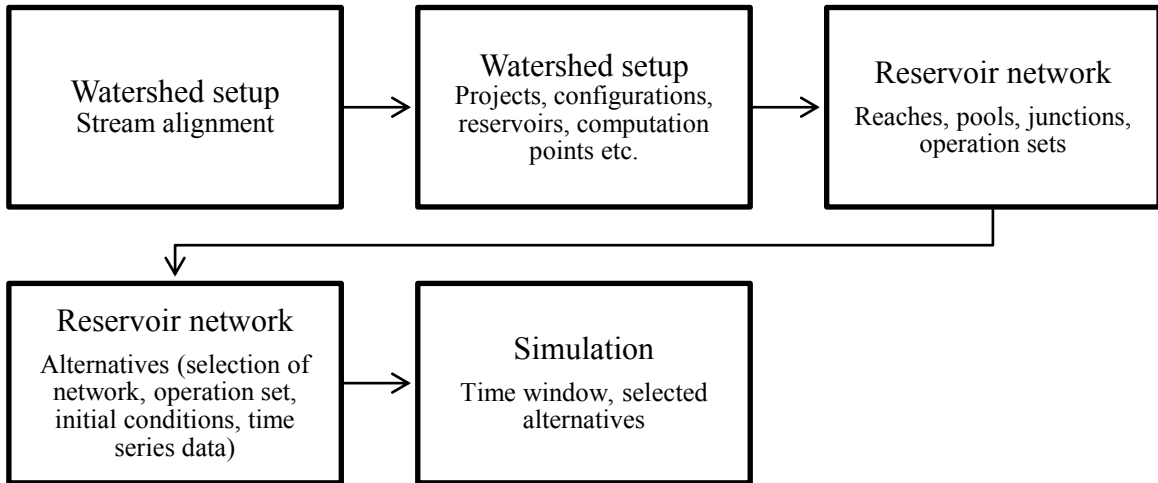 Watershed setup
Stream alignment
Watershed setup
Projects, configurations,
reservoirs, computation
points etc.
Reservoir network
Reaches, pools, junctions,
operation sets
Reservoir network
Alternatives (selection of
network, operation set,
initial conditions, time
series data)
Simulation
Time window, selected
alternatives